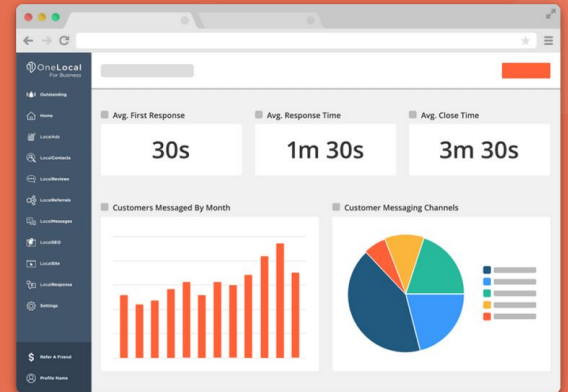 OneLocal
For Business
Outstanding
Home
LocalAds
LocalContacts
LocalReviews
LocalReferrals
LocalMessages
LocalSEO
LocalSite
LocalResponse
Settings
$ Refer A Friend
Profile Name
Avg. First Response
30s
Avg. Response Time
1m 30s
Avg. Close Time
3m 30s
Customers Messaged By Month
Customer Messaging Channels